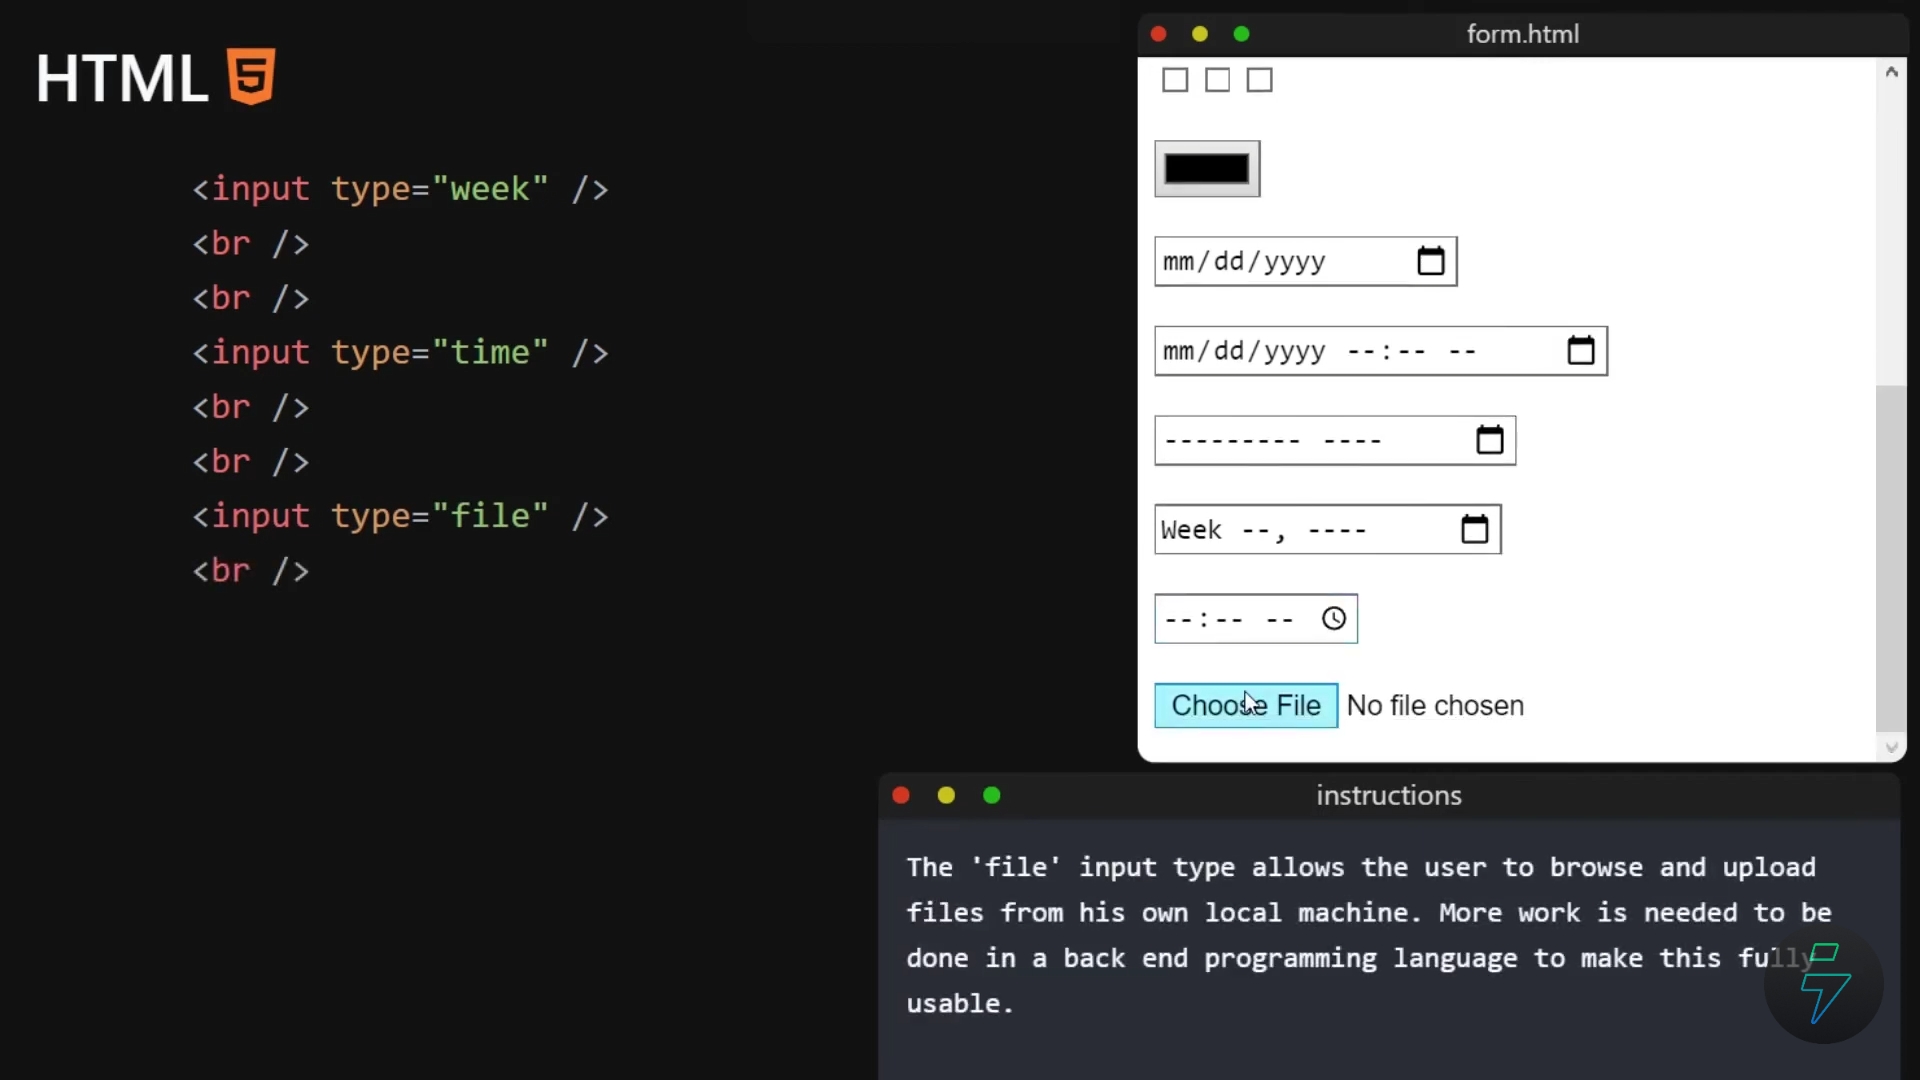 HTML 5
<input type="week" />
<br />
<br />
<input type="time" />
<br />
<br />
<input type="file" />
<br />
form.html
mm/dd/yyyy
mm/dd/yyyy --:-- --
--------- ----
Week --, ----
--:-- --
Choose File No file chosen
instructions
The 'file' input type allows the user to browse and upload
files from his own local machine. More work is needed to be
done in a back end programming language to make this fully
usable.